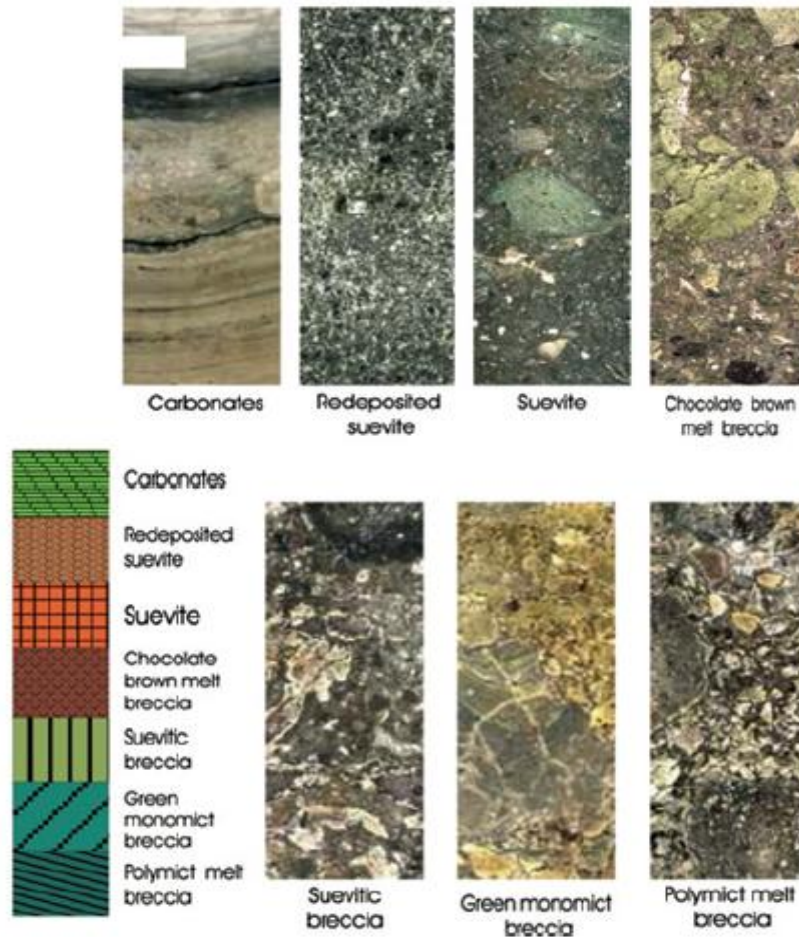 Carbonates
Redeposited
suevite
Suevite
Chocolate brown
melt breccia
Carbonates
Redeposited
suevite
Suevite
Chocolate
brown melt
breccia
Suevitic
breccia
Green
monomict
breccia
Polymict melt
breccia
Suevitic
breccia
Green monomict
breccia
Polymict melt
breccia